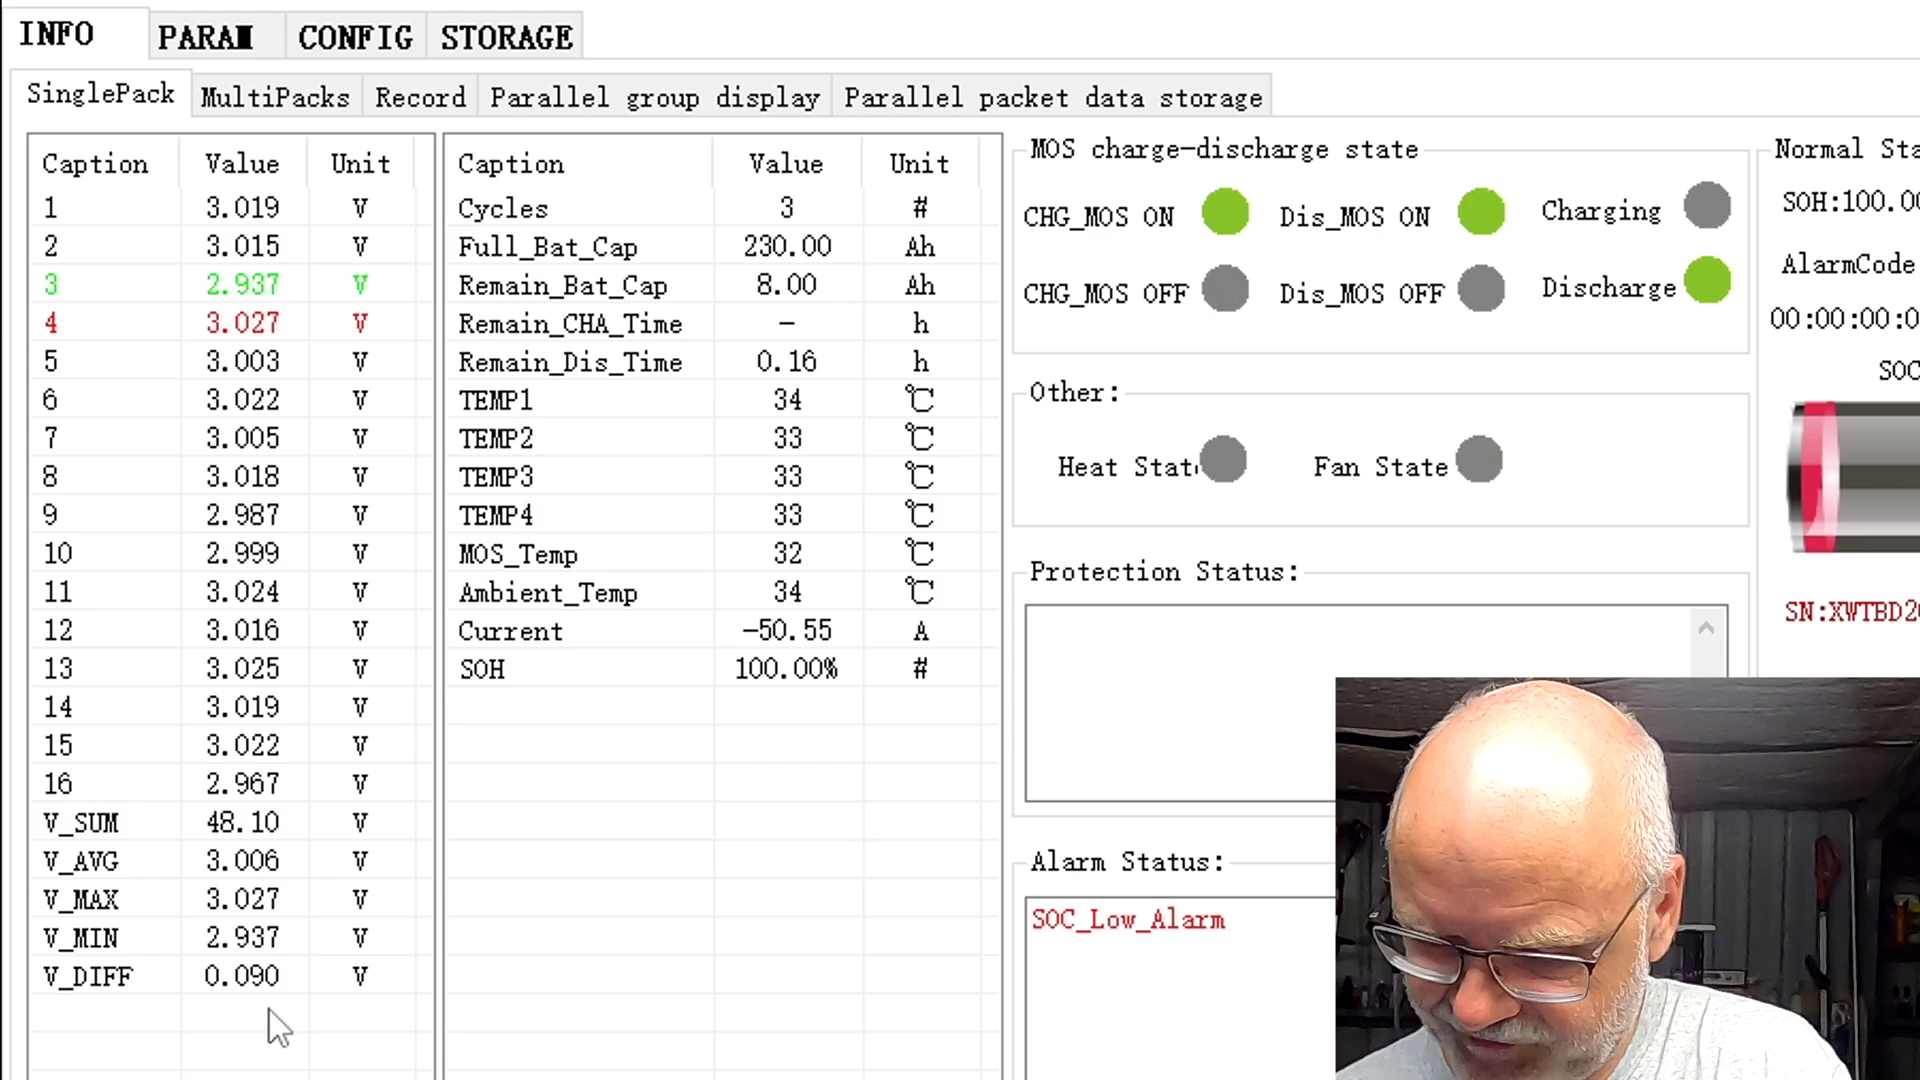 INFO PARAM CONFIG STORAGE
SinglePack MultiPacks Record Parallel group display Parallel packet data storage
Caption Value Unit
1 3.019 V
2 3.015 V
3 2.937 V
4 3.027 V
5 3.003 V
6 3.022 V
7 3.005 V
8 3.018 V
9 2.987 V
10 2.999 V
11 3.024 V
12 3.016 V
13 3.025 V
14 3.019 V
15 3.022 V
16 2.967 V
V_SUM 48.10 V
V_AVG 3.006 V
V_MAX 3.027 V
V_MIN 2.937 V
V_DIFF 0.090 V
Caption Value Unit
Cycles 3 #
Full_Bat_Cap 230.00 Ah
Remain_Bat_Cap 8.00 Ah
Remain_CHA_Time – h
Remain_Dis_Time 0.16 h
TEMP1 34 ℃
TEMP2 33 ℃
TEMP3 33 ℃
TEMP4 33 ℃
MOS_Temp 32 ℃
Ambient_Temp 34 ℃
Current -50.55 A
SOH 100.00% #
MOS charge-discharge state
CHG_MOS ON Dis_MOS ON Charging
CHG_MOS OFF Dis_MOS OFF Discharge
Other:
Heat Stat Fan State
Protection Status:
Alarm Status:
SOC_Low_Alarm
Normal Sta
SOH:100.00
AlarmCode
00:00:00:0
SOC
SN:XWTBD20